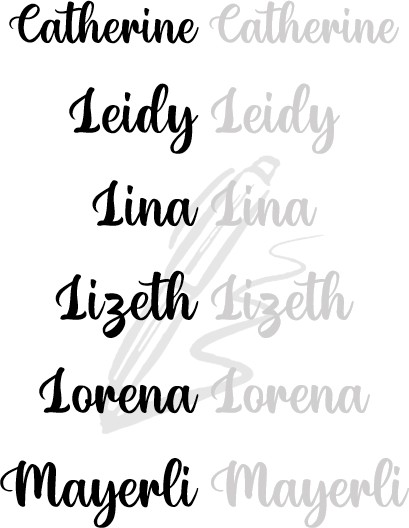 Catherine Catherine
Leidy Leidy
Lina Lina
Lizeth Lizeth
Lorena Lorena
Mayerli Mayerli